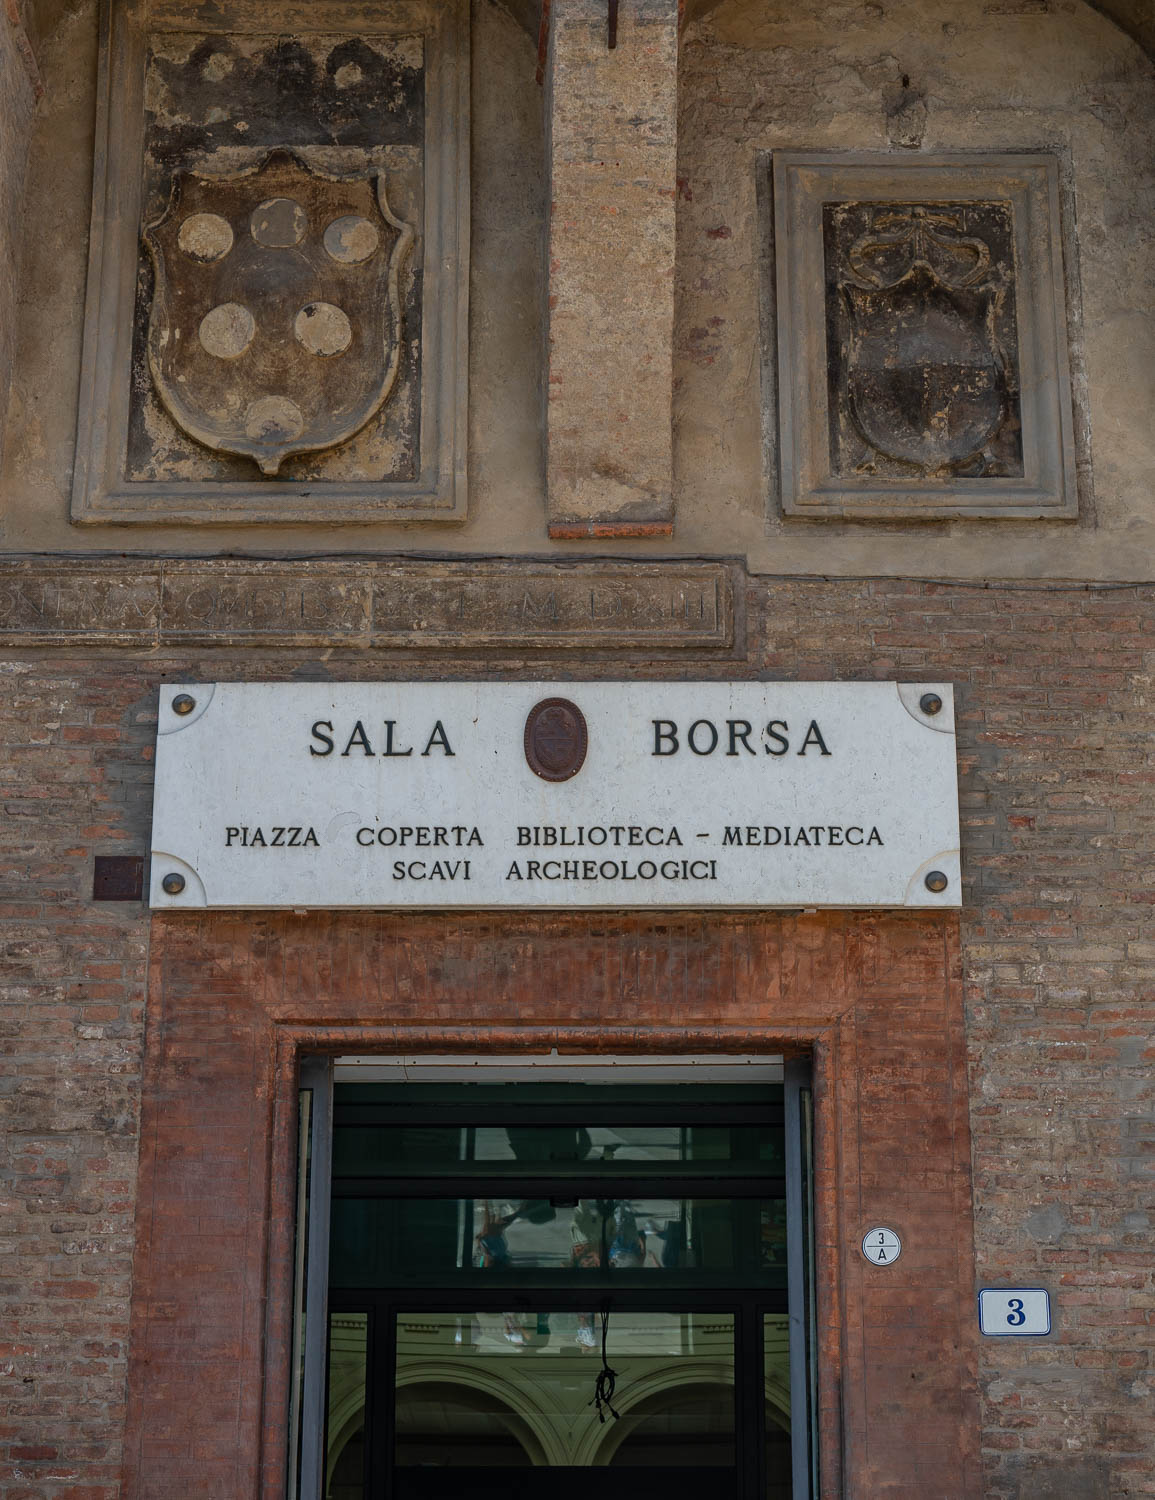 SALA BORSA
PIAZZA COPERTA BIBLIOTECA - MEDIATECA
SCAVI ARCHEOLOGICI
3
A
3